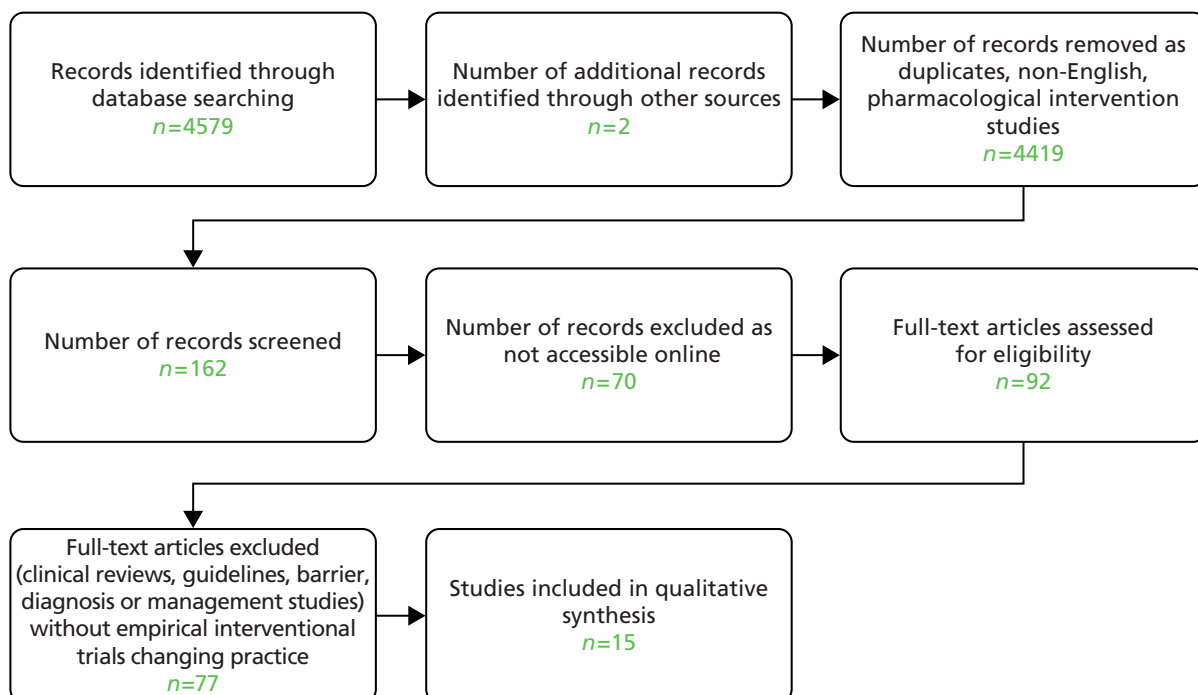 Records identified through
database searching
n=4579
Number of additional records
identified through other sources
n=2
Number of records removed as
duplicates, non-English,
pharmacological intervention
studies
n=4419
Number of records screened
n=162
Number of records excluded as
not accessible online
n=70
Full-text articles assessed
for eligibility
n=92
Full-text articles excluded
(clinical reviews, guidelines, barrier,
diagnosis or management studies)
without empirical interventional
trials changing practice
n=77
Studies included in qualitative
synthesis
n=15